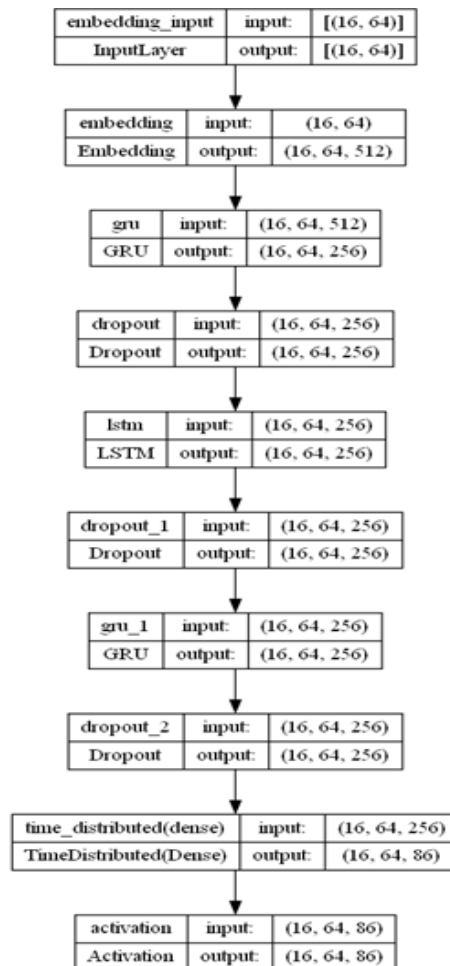 embedding_input input: [(16, 64)]
InputLayer output: [(16, 64)]
embedding input: (16, 64)
Embedding output: (16, 64, 512)
gru input: (16, 64, 512)
GRU output: (16, 64, 256)
dropout input: (16, 64, 256)
Dropout output: (16, 64, 256)
lstm input: (16, 64, 256)
LSTM output: (16, 64, 256)
dropout_1 input: (16, 64, 256)
Dropout output: (16, 64, 256)
gru_1 input: (16, 64, 256)
GRU output: (16, 64, 256)
dropout_2 input: (16, 64, 256)
Dropout output: (16, 64, 256)
time_distributed(dense) input: (16, 64, 256)
TimeDistributed(Dense) output: (16, 64, 86)
activation input: (16, 64, 86)
Activation output: (16, 64, 86)